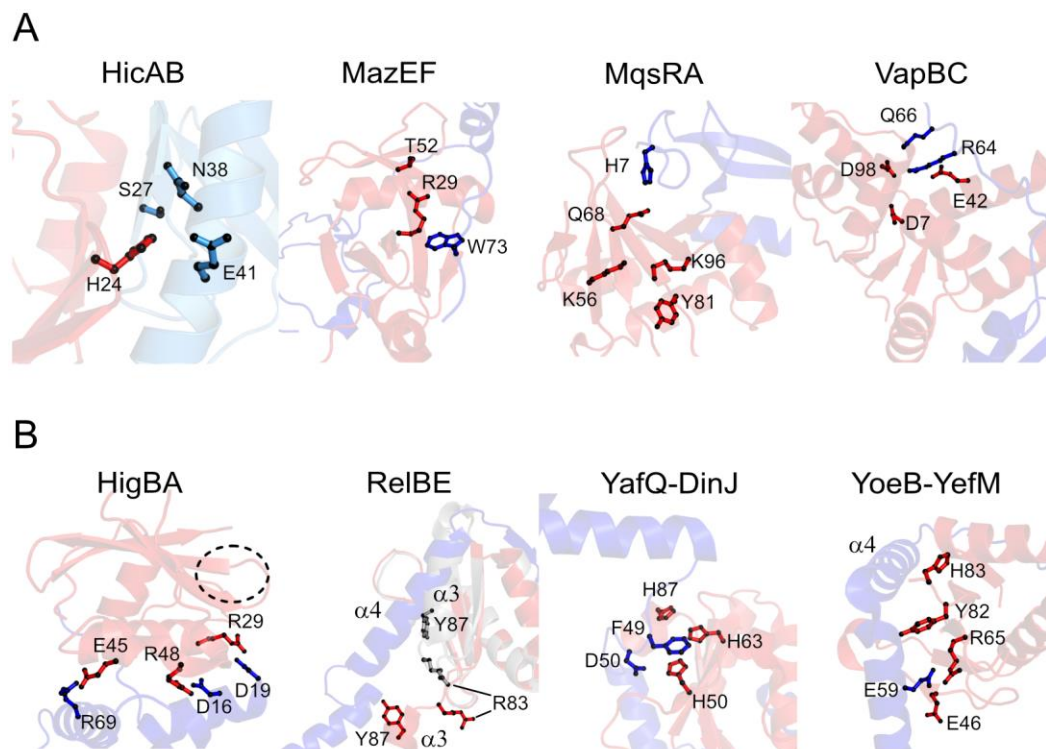 A
HicAB MazEF MqsRA VapBC
N38
S27
H24
E41
T52
R29
W73
H7
Q68
K56
K96
Y81
Q66
R64
D98
E42
D7
B
HigBA RelBE YafQ-DinJ YoeB-YefM
E45
R48
R29
R69
D16
D19
α4
α3
Y87
R83
Y87
α3
H87
F49
H63
D50
H50
α4
H83
Y82
R65
E59
E46